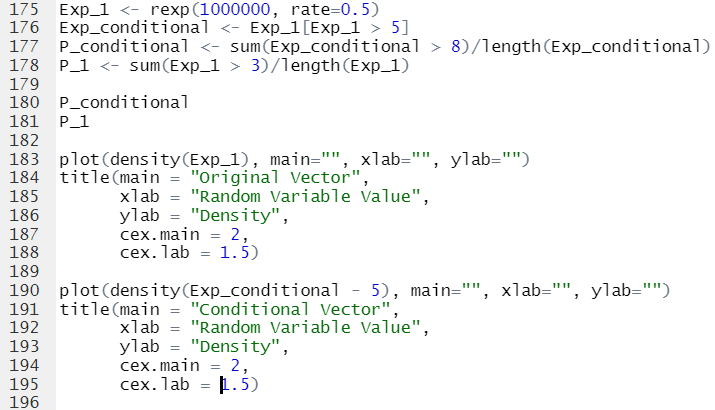 175 Exp_1 <- rexp(1000000, rate=0.5)
176 Exp_conditional <- Exp_1[Exp_1 > 5]
177 P_conditional <- sum(Exp_conditional > 8)/length(Exp_conditional)
178 P_1 <- sum(Exp_1 > 3)/length(Exp_1)
179
180 P_conditional
181 P_1
182
183 plot(density(Exp_1), main="", xlab="", ylab="")
184 title(main = "Original Vector",
185       xlab = "Random Variable Value",
186       ylab = "Density",
187       cex.main = 2,
188       cex.lab = 1.5)
189
190 plot(density(Exp_conditional - 5), main="", xlab="", ylab="")
191 title(main = "Conditional Vector",
192       xlab = "Random Variable Value",
193       ylab = "Density",
194       cex.main = 2,
195       cex.lab = 1.5)
196